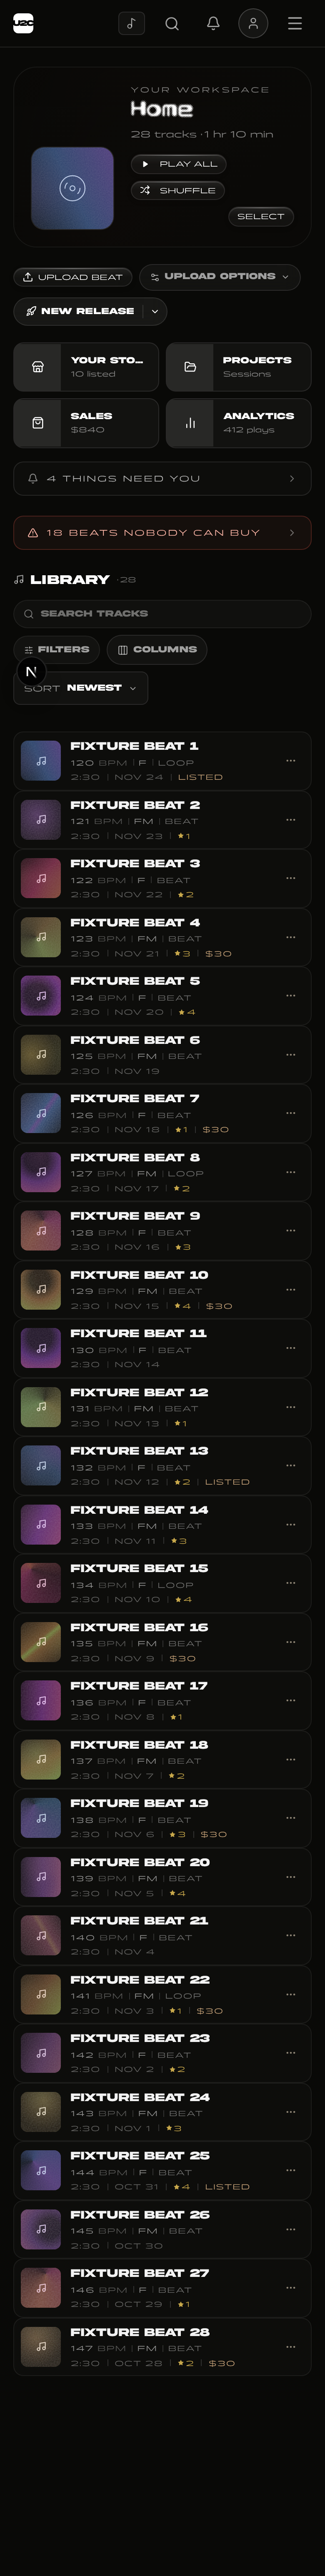 U2C
YOUR WORKSPACE
Home
28 tracks · 1 hr 10 min
PLAY ALL
SHUFFLE
SELECT
UPLOAD BEAT
UPLOAD OPTIONS
NEW RELEASE
YOUR STO...
10 listed
PROJECTS
Sessions
SALES
$840
ANALYTICS
412 plays
4 THINGS NEED YOU
18 BEATS NOBODY CAN BUY
LIBRARY · 28
SEARCH TRACKS
FILTERS
COLUMNS
N
SORT NEWEST
FIXTURE BEAT 1
120 BPM | F | LOOP
2:30 | NOV 24 | LISTED
FIXTURE BEAT 2
121 BPM | FM | BEAT
2:30 | NOV 23 | ★1
FIXTURE BEAT 3
122 BPM | F | BEAT
2:30 | NOV 22 | ★2
FIXTURE BEAT 4
123 BPM | FM | BEAT
2:30 | NOV 21 | ★3 | $30
FIXTURE BEAT 5
124 BPM | F | BEAT
2:30 | NOV 20 | ★4
FIXTURE BEAT 6
125 BPM | FM | BEAT
2:30 | NOV 19
FIXTURE BEAT 7
126 BPM | F | BEAT
2:30 | NOV 18 | ★1 | $30
FIXTURE BEAT 8
127 BPM | FM | LOOP
2:30 | NOV 17 | ★2
FIXTURE BEAT 9
128 BPM | F | BEAT
2:30 | NOV 16 | ★3
FIXTURE BEAT 10
129 BPM | FM | BEAT
2:30 | NOV 15 | ★4 | $30
FIXTURE BEAT 11
130 BPM | F | BEAT
2:30 | NOV 14
FIXTURE BEAT 12
131 BPM | FM | BEAT
2:30 | NOV 13 | ★1
FIXTURE BEAT 13
132 BPM | F | BEAT
2:30 | NOV 12 | ★2 | LISTED
FIXTURE BEAT 14
133 BPM | FM | BEAT
2:30 | NOV 11 | ★3
FIXTURE BEAT 15
134 BPM | F | LOOP
2:30 | NOV 10 | ★4
FIXTURE BEAT 16
135 BPM | FM | BEAT
2:30 | NOV 9 | $30
FIXTURE BEAT 17
136 BPM | F | BEAT
2:30 | NOV 8 | ★1
FIXTURE BEAT 18
137 BPM | FM | BEAT
2:30 | NOV 7 | ★2
FIXTURE BEAT 19
138 BPM | F | BEAT
2:30 | NOV 6 | ★3 | $30
FIXTURE BEAT 20
139 BPM | FM | BEAT
2:30 | NOV 5 | ★4
FIXTURE BEAT 21
140 BPM | F | BEAT
2:30 | NOV 4
FIXTURE BEAT 22
141 BPM | FM | LOOP
2:30 | NOV 3 | ★1 | $30
FIXTURE BEAT 23
142 BPM | F | BEAT
2:30 | NOV 2 | ★2
FIXTURE BEAT 24
143 BPM | FM | BEAT
2:30 | NOV 1 | ★3
FIXTURE BEAT 25
144 BPM | F | BEAT
2:30 | OCT 31 | ★4 | LISTED
FIXTURE BEAT 26
145 BPM | FM | BEAT
2:30 | OCT 30
FIXTURE BEAT 27
146 BPM | F | BEAT
2:30 | OCT 29 | ★1
FIXTURE BEAT 28
147 BPM | FM | BEAT
2:30 | OCT 28 | ★2 | $30